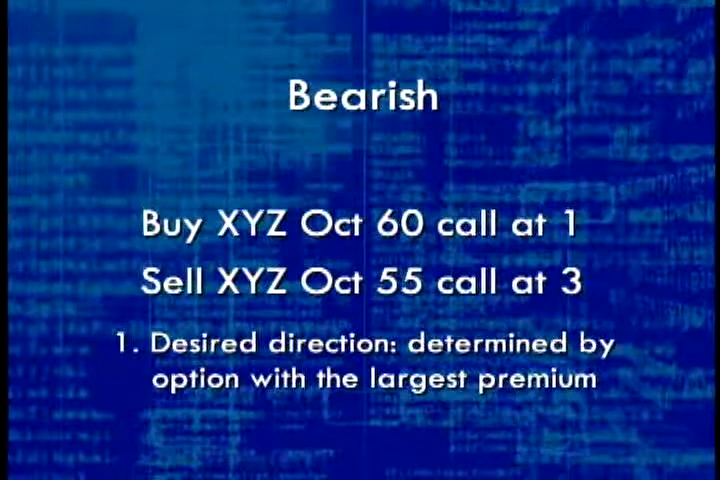 Bearish
Buy XYZ Oct 60 call at 1
Sell XYZ Oct 55 call at 3
1. Desired direction: determined by
option with the largest premium